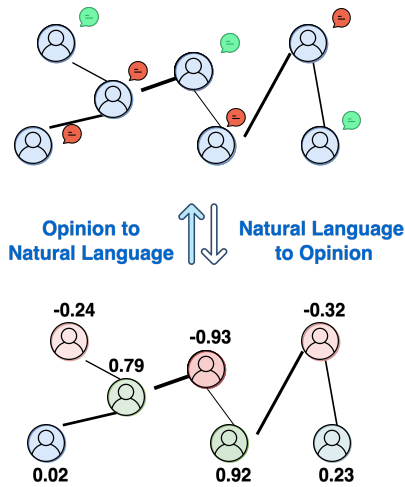 Opinion to
Natural Language
Natural Language
to Opinion
-0.24
-0.32
-0.93
0.79
0.02
0.92
0.23